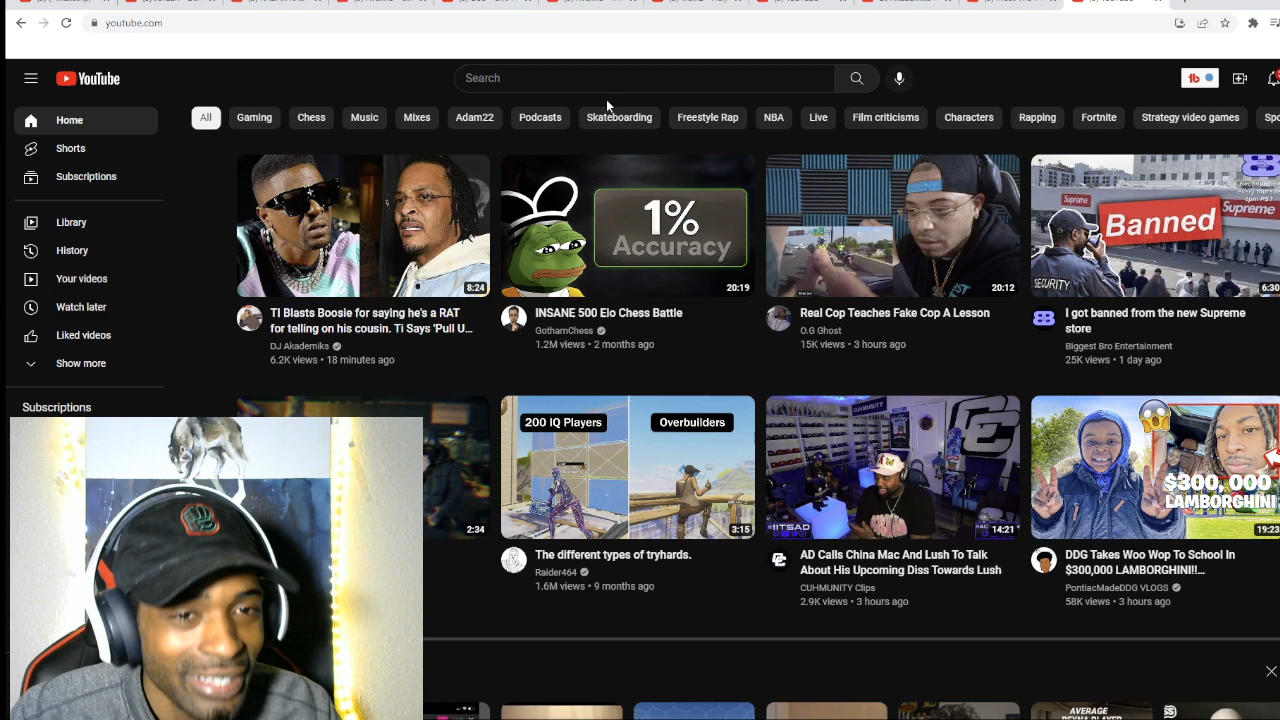 youtube.com
YouTube
Search
Home
Shorts
Subscriptions
Library
History
Your videos
Watch later
Liked videos
Show more
Subscriptions
All
Gaming
Chess
Music
Mixes
Adam22
Podcasts
Skateboarding
Freestyle Rap
NBA
Live
Film criticisms
Characters
Rapping
Fortnite
Strategy video games
8:24
TI Blasts Boosie for saying he's a RAT
for telling on his cousin. Ti Says 'Pull U...
DJ Akademiks
6.2K views • 18 minutes ago
1%
Accuracy
20:19
INSANE 500 Elo Chess Battle
GothamChess
1.2M views • 2 months ago
20:12
Real Cop Teaches Fake Cop A Lesson
O.G Ghost
15K views • 3 hours ago
Supreme
Banned
Supreme
SECURITY
6:30
I got banned from the new Supreme
store
Biggest Bro Entertainment
25K views • 1 day ago
2:34
200 IQ Players
Overbuilders
3:15
The different types of tryhards.
Raider464
1.6M views • 9 months ago
CUHMUNITY
14:21
AD Calls China Mac And Lush To Talk
About His Upcoming Diss Towards Lush
CUHMUNITY Clips
2.9K views • 3 hours ago
$300,000
LAMBORGHINI
19:23
DDG Takes Woo Wop To School In
$300,000 LAMBORGHINI!!...
PontiacMadeDDG VLOGS
58K views • 3 hours ago
AVERAGE